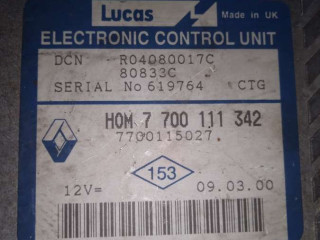 Lucas
Made in UK
ELECTRONIC CONTROL UNIT
DCN R04080017C
80833C
SERIAL No 619764 CTG
HOM 7 700 111 342
7700115027
153
12V= 09.03.00